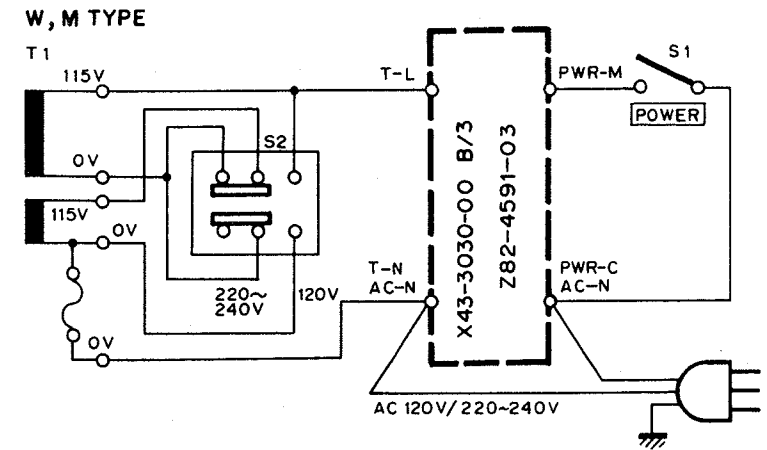 W, M TYPE
T1
115V
0V
115V
0V
0V
S2
220~
240V
120V
T-L
T-N
AC-N
X43-3030-00 B/3
Z82-4591-03
PWR-M
S1
POWER
PWR-C
AC-N
AC 120V/220~240V